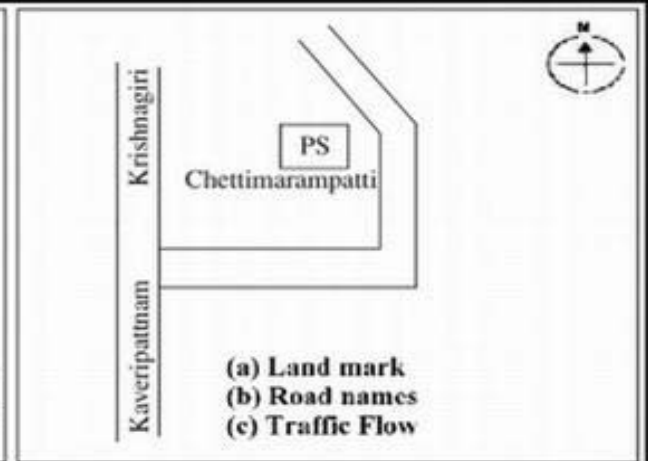 M
Krishnagiri
PS
Chettimarampatti
Kaveripattnam
(a) Land mark
(b) Road names
(c) Traffic Flow